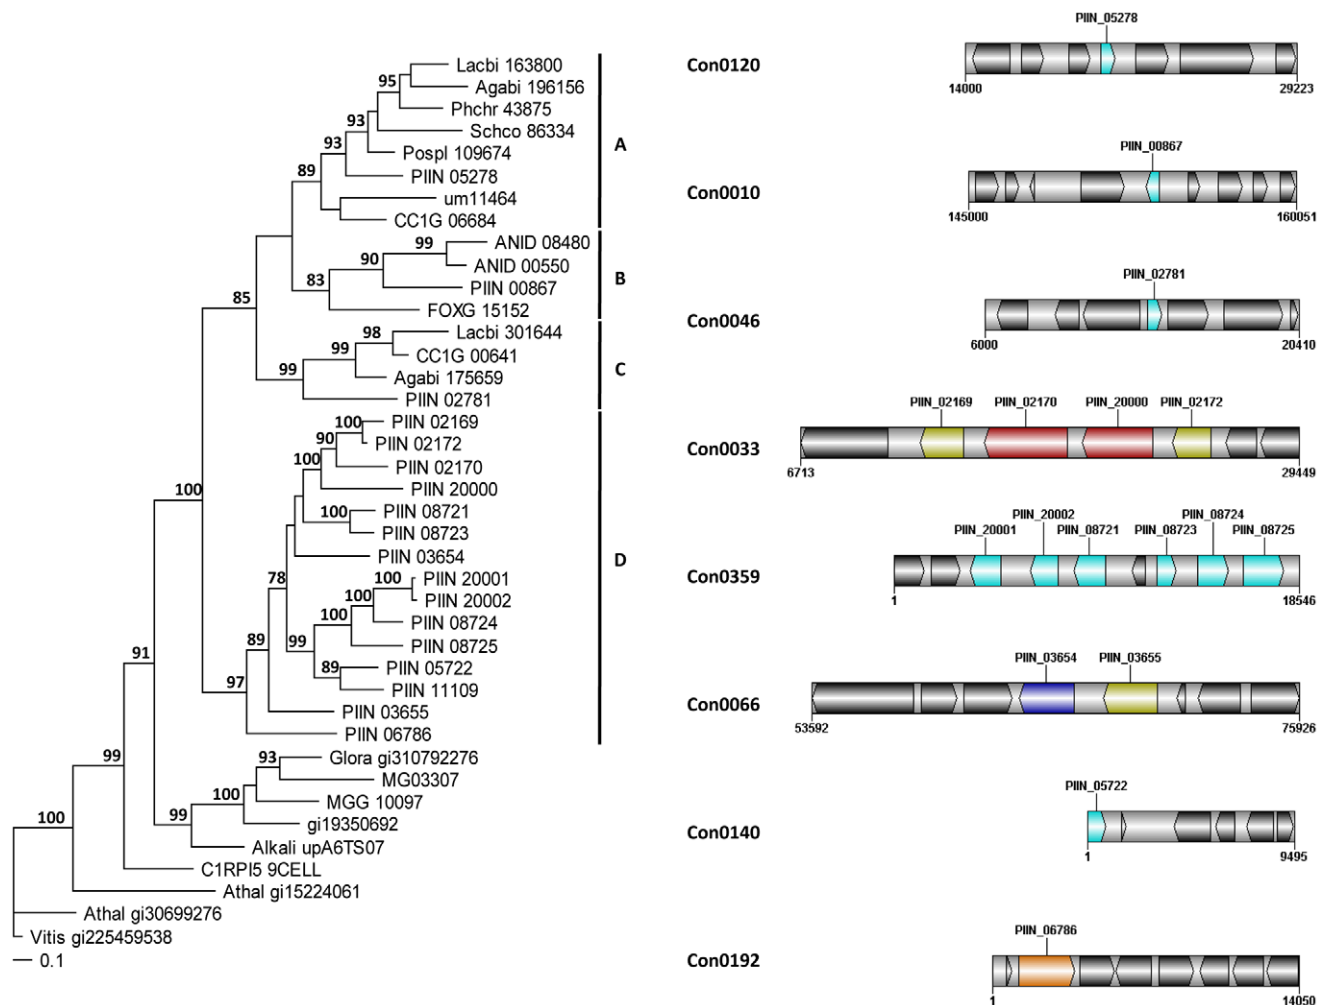 Lacbi 163800
95
Agabi 196156
Phchr 43875
93
Schco 86334
93
Pospl 109674
A
89
PIIN 05278
um11464
CC1G 06684
99
ANID 08480
90
ANID 00550
B
83
PIIN 00867
85
FOXG 15152
98
Lacbi 301644
99
CC1G 00641
C
99
Agabi 175659
PIIN 02781
100
PIIN 02169
90
PIIN 02172
100
PIIN 02170
100
PIIN 20000
100
PIIN 08721
PIIN 08723
PIIN 03654
D
78
100
PIIN 20001
100
PIIN 20002
100
PIIN 08724
89
99
PIIN 08725
91
89
PIIN 05722
97
PIIN 11109
PIIN 03655
PIIN 06786
99
93
Glora gi310792276
MG03307
100
MGG 10097
100
99
gi19350692
Alkali upA6TS07
C1RPI5 9CELL
Athal gi15224061
Athal gi30699276
Vitis gi225459538
0.1
PIIN_05278
Con0120
14000
29223
PIIN_00867
Con0010
145000
160051
PIIN_02781
Con0046
6000
20410
PIIN_02169 PIIN_02170 PIIN_20000 PIIN_02172
Con0033
6713
29449
PIIN_20002 PIIN_08724
PIIN_20001 PIIN_08721 PIIN_08723 PIIN_08725
Con0359
1
18546
PIIN_03654 PIIN_03655
Con0066
53592
75926
PIIN_05722
Con0140
1
9495
PIIN_06786
Con0192
1
14050